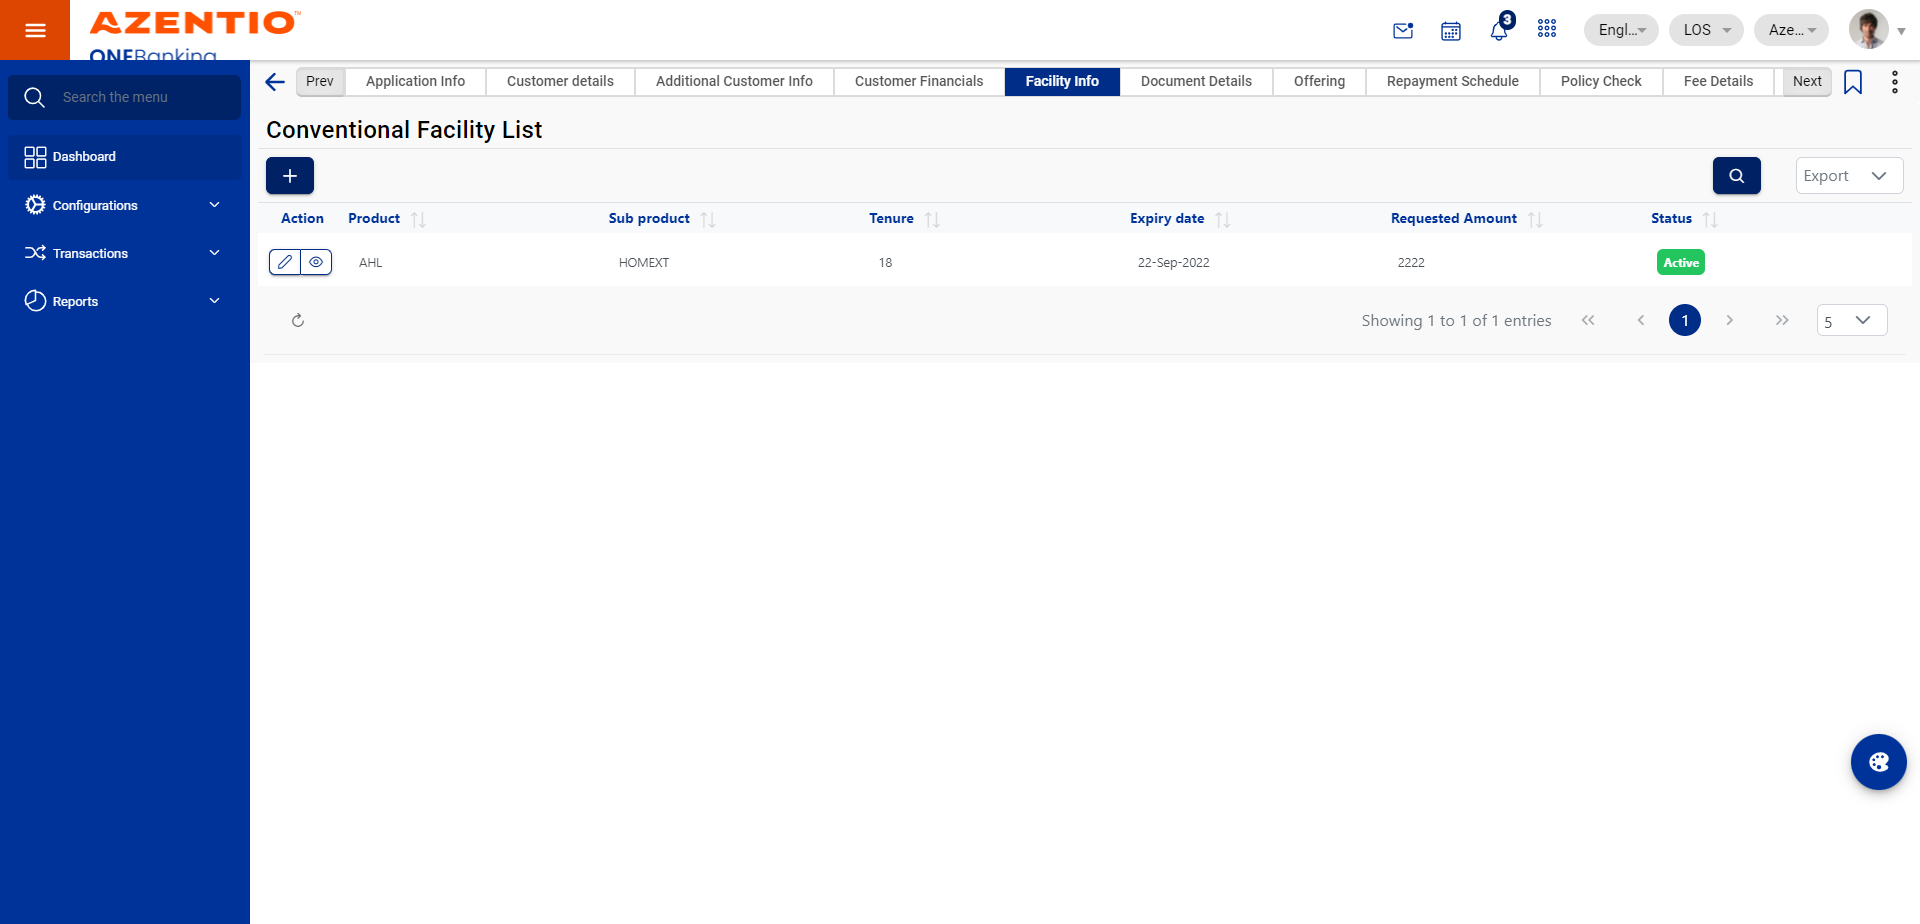 AZENTIO™
ONEBanking
3
Engl...
LOS
Aze...
Search the menu
Dashboard
Configurations
Transactions
Reports
Prev
Application Info
Customer details
Additional Customer Info
Customer Financials
Facility Info
Document Details
Offering
Repayment Schedule
Policy Check
Fee Details
Next
Conventional Facility List
Export
Action Product Sub product Tenure Expiry date Requested Amount Status
AHL HOMEXT 18 22-Sep-2022 2222 Active
Showing 1 to 1 of 1 entries
1
5